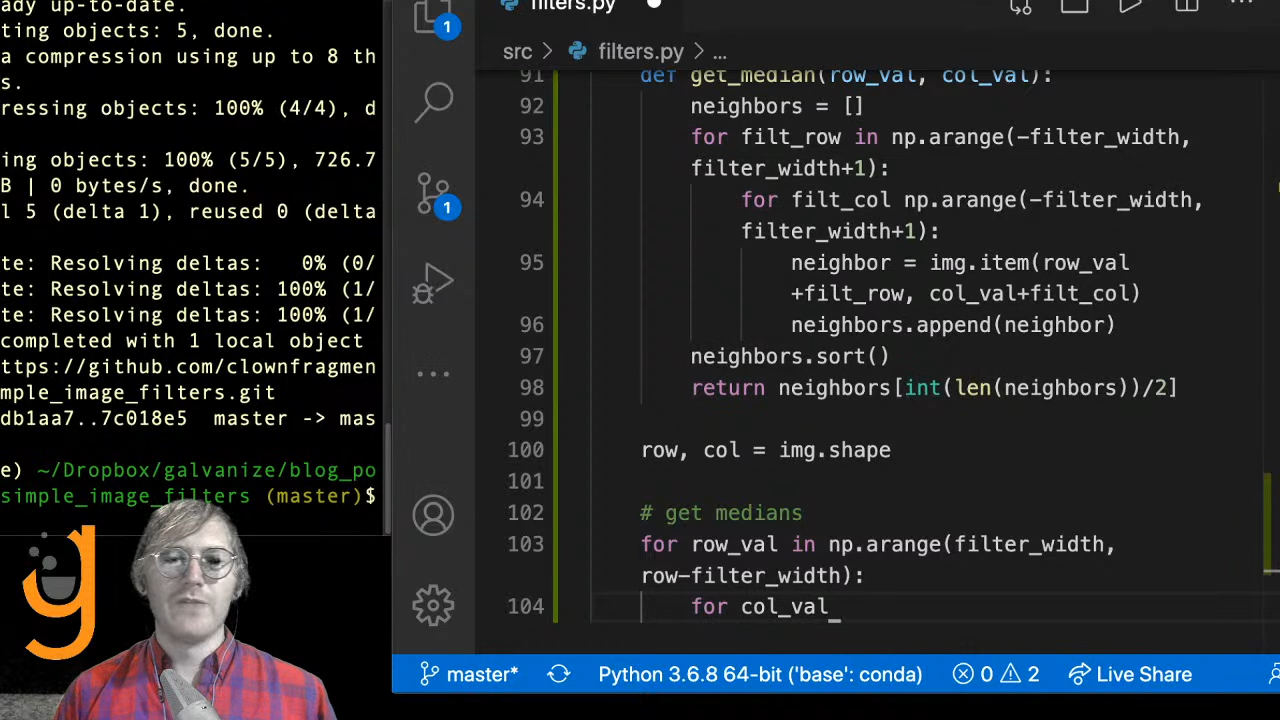 ady up-to-date.
ting objects: 5, done.
a compression using up to 8 th
s.
ressing objects: 100% (4/4), d
ing objects: 100% (5/5), 726.7
B | 0 bytes/s, done.
l 5 (delta 1), reused 0 (delta
te: Resolving deltas:   0% (0/
te: Resolving deltas: 100% (1/
te: Resolving deltas: 100% (1/
completed with 1 local object
ttps://github.com/clownfragmen
mple_image_filters.git
db1aa7..7c018e5  master -> mas
e) ~/Dropbox/galvanize/blog_po
simple_image_filters (master)$
g
1
1
filters.py
src > filters.py > ...
91 def get_median(row_val, col_val):
92 neighbors = []
93 for filt_row in np.arange(-filter_width,
filter_width+1):
94 for filt_col np.arange(-filter_width,
filter_width+1):
95 neighbor = img.item(row_val
+filt_row, col_val+filt_col)
96 neighbors.append(neighbor)
97 neighbors.sort()
98 return neighbors[int(len(neighbors))/2]
99
100 row, col = img.shape
101
102 # get medians
103 for row_val in np.arange(filter_width,
row-filter_width):
104 for col_val
master* Python 3.6.8 64-bit ('base': conda) 0 2 Live Share